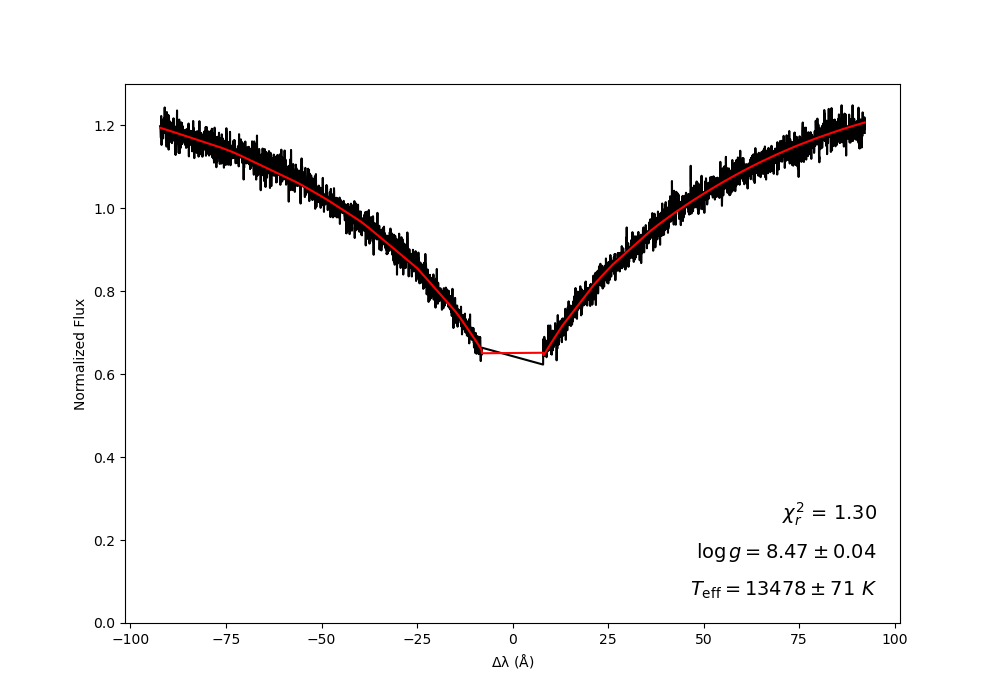 1.2
1.0
0.8
0.6
0.4
0.2
0.0
Normalized Flux
χ²ᵣ = 1.30
log g = 8.47 ± 0.04
T_eff = 13478 ± 71 K
−100 −75 −50 −25 0 25 50 75 100
Δλ (Å)